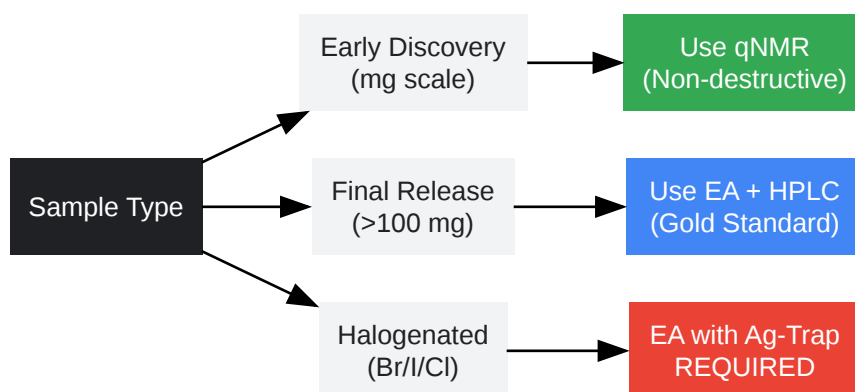 Early Discovery
(mg scale)
Use qNMR
(Non-destructive)
Sample Type
Final Release
(>100 mg)
Use EA + HPLC
(Gold Standard)
Halogenated
(Br/I/Cl)
EA with Ag-Trap
REQUIRED